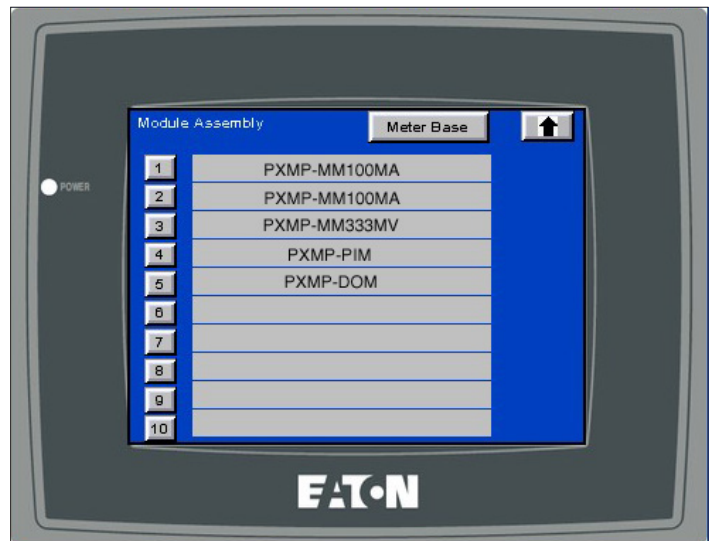 Module Assembly
Meter Base
POWER
1 PXMP-MM100MA
2 PXMP-MM100MA
3 PXMP-MM333MV
4 PXMP-PIM
5 PXMP-DOM
6
7
8
9
10
EATON